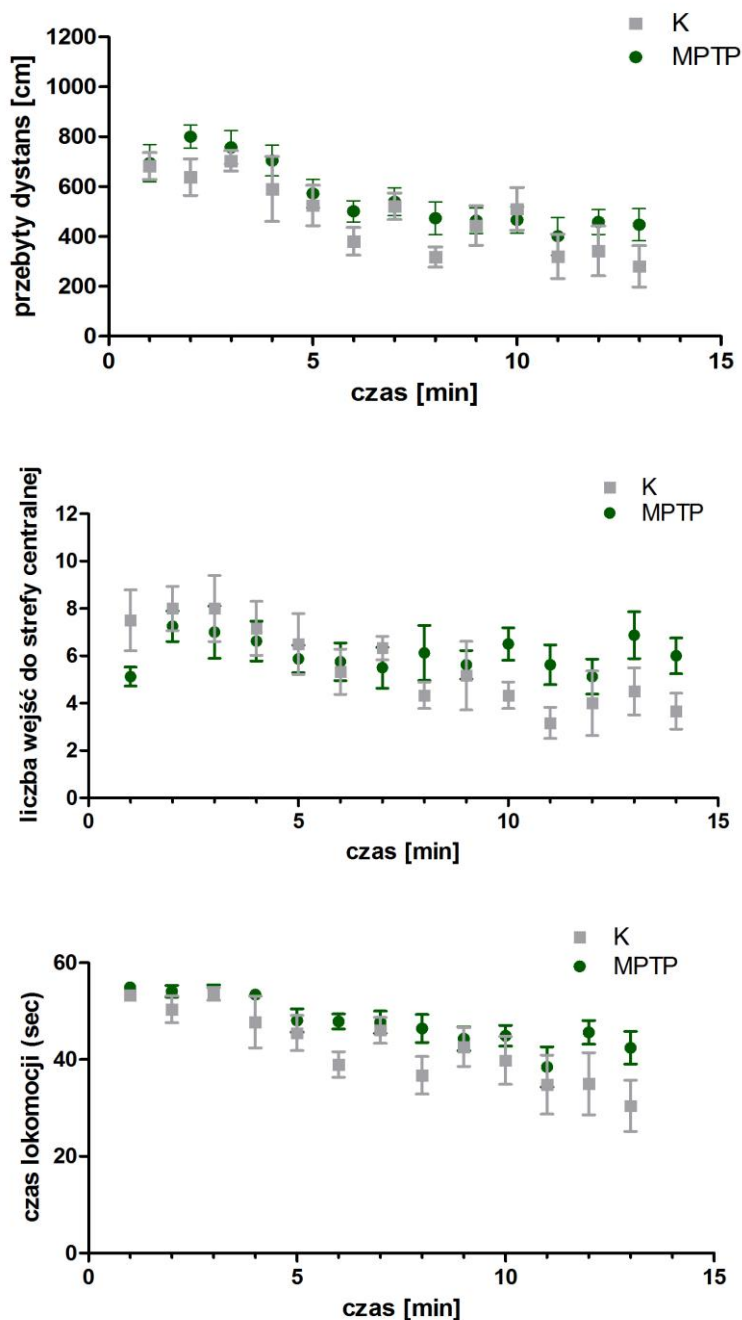 K
MPTP
1200
1000
800
600
400
200
0
przebyty dystans [cm]
0 5 10 15
czas [min]
K
MPTP
12
10
8
6
4
2
0
liczba wejść do strefy centralnej
0 5 10 15
czas [min]
K
MPTP
60
40
20
0
czas lokomocji (sec)
0 5 10 15
czas [min]